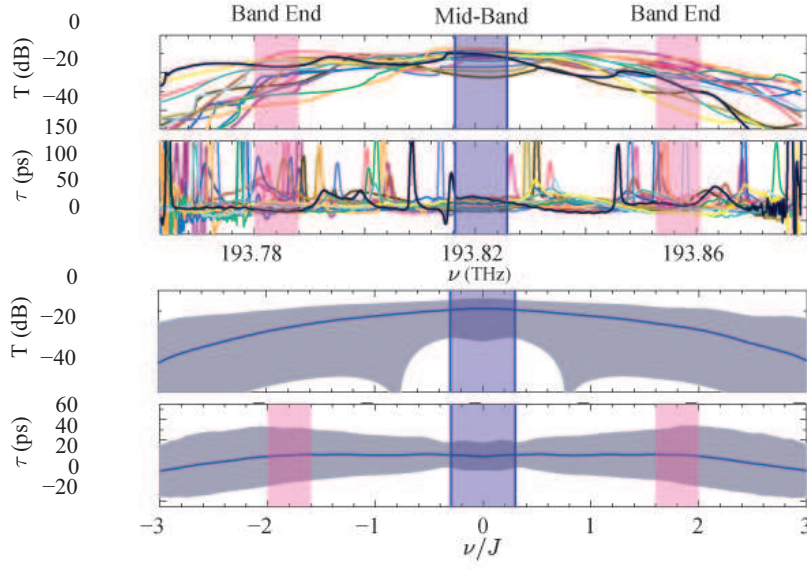 Band End Mid-Band Band End
0
−20
−40
T (dB)
150
100
50
0
τ (ps)
193.78 193.82 193.86
ν (THz)
0
−20
−40
T (dB)
60
40
20
0
−20
τ (ps)
−3 −2 −1 0 1 2 3
ν/J